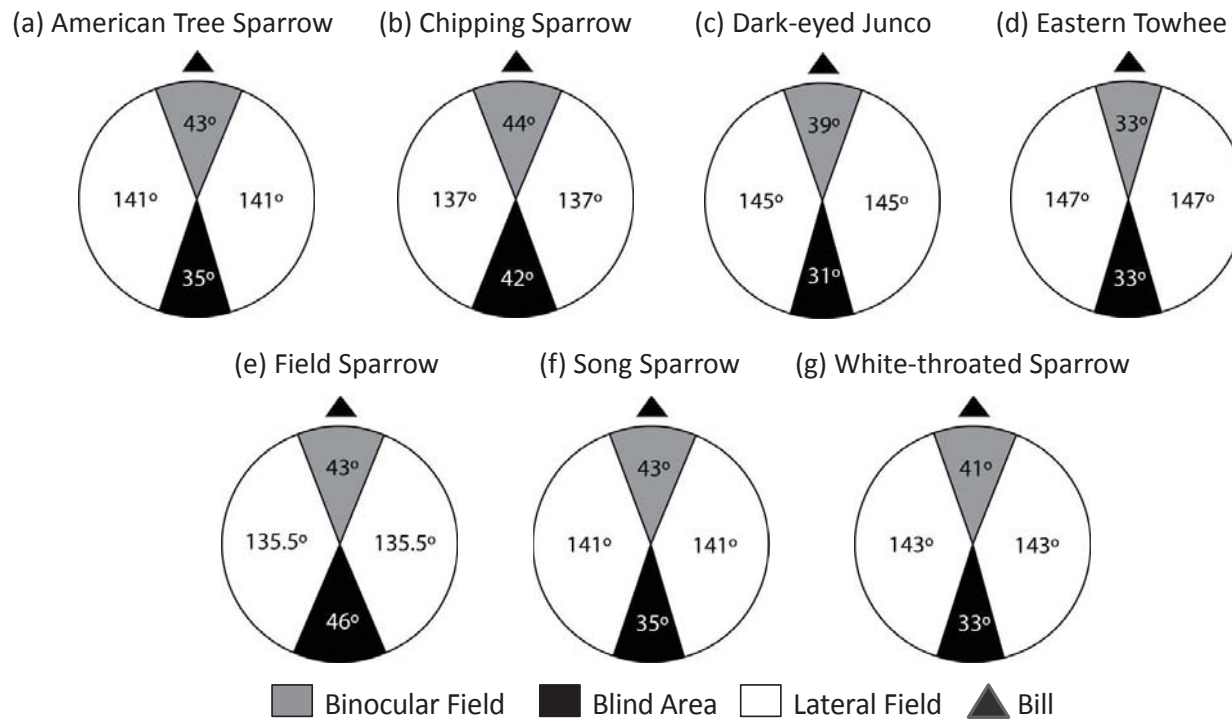 (a) American Tree Sparrow (b) Chipping Sparrow (c) Dark-eyed Junco (d) Eastern Towhee
43º 44º 39º 33º
141º 141º 137º 137º 145º 145º 147º 147º
35º 42º 31º 33º
(e) Field Sparrow (f) Song Sparrow (g) White-throated Sparrow
43º 43º 41º
135.5º 135.5º 141º 141º 143º 143º
46º 35º 33º
Binocular Field Blind Area Lateral Field Bill